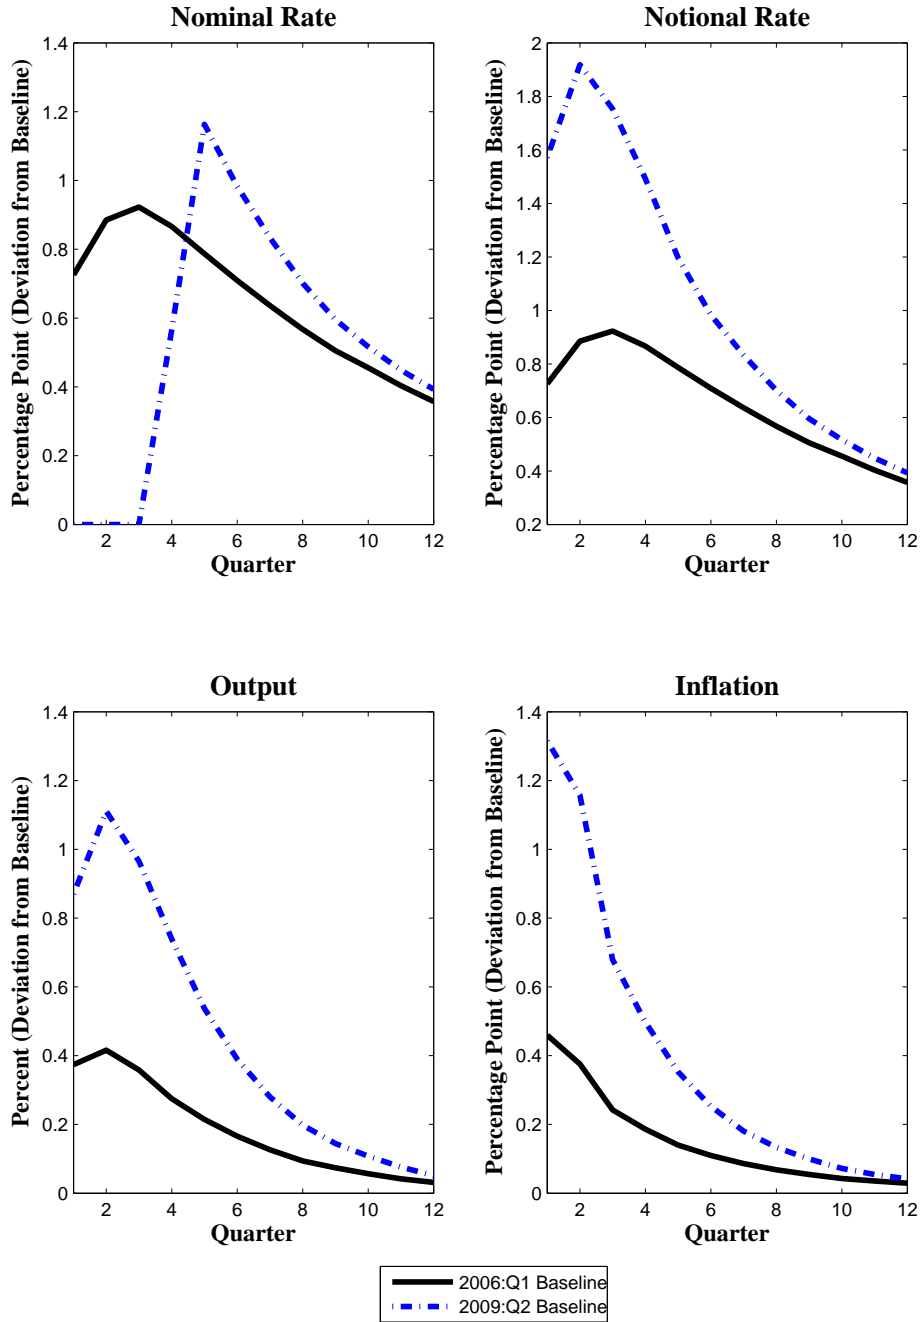 Nominal Rate
Percentage Point (Deviation from Baseline)
1.4
1.2
1
0.8
0.6
0.4
0.2
0
2 4 6 8 10 12
Quarter
Notional Rate
Percentage Point (Deviation from Baseline)
2
1.8
1.6
1.4
1.2
1
0.8
0.6
0.4
0.2
2 4 6 8 10 12
Quarter
Output
Percent (Deviation from Baseline)
1.4
1.2
1
0.8
0.6
0.4
0.2
0
2 4 6 8 10 12
Quarter
Inflation
Percentage Point (Deviation from Baseline)
1.4
1.2
1
0.8
0.6
0.4
0.2
0
2 4 6 8 10 12
Quarter
2006:Q1 Baseline
2009:Q2 Baseline